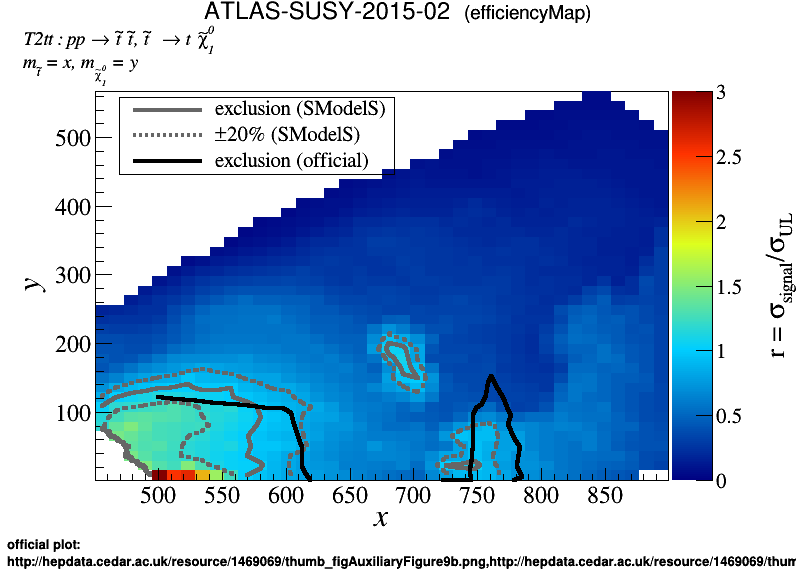 ATLAS-SUSY-2015-02 (efficiencyMap)
T2tt : pp → t̃ t̃, t̃ → t χ̃₁⁰
m_t̃ = x, m_χ̃₁⁰ = y
exclusion (SModelS)
±20% (SModelS)
exclusion (official)
500
400
300
200
100
y
500 550 600 650 700 750 800 850
x
3
2.5
2
1.5
1
0.5
0
r = σ_signal/σ_UL
official plot:
http://hepdata.cedar.ac.uk/resource/1469069/thumb_figAuxiliaryFigure9b.png,http://hepdata.cedar.ac.uk/resource/1469069/thum